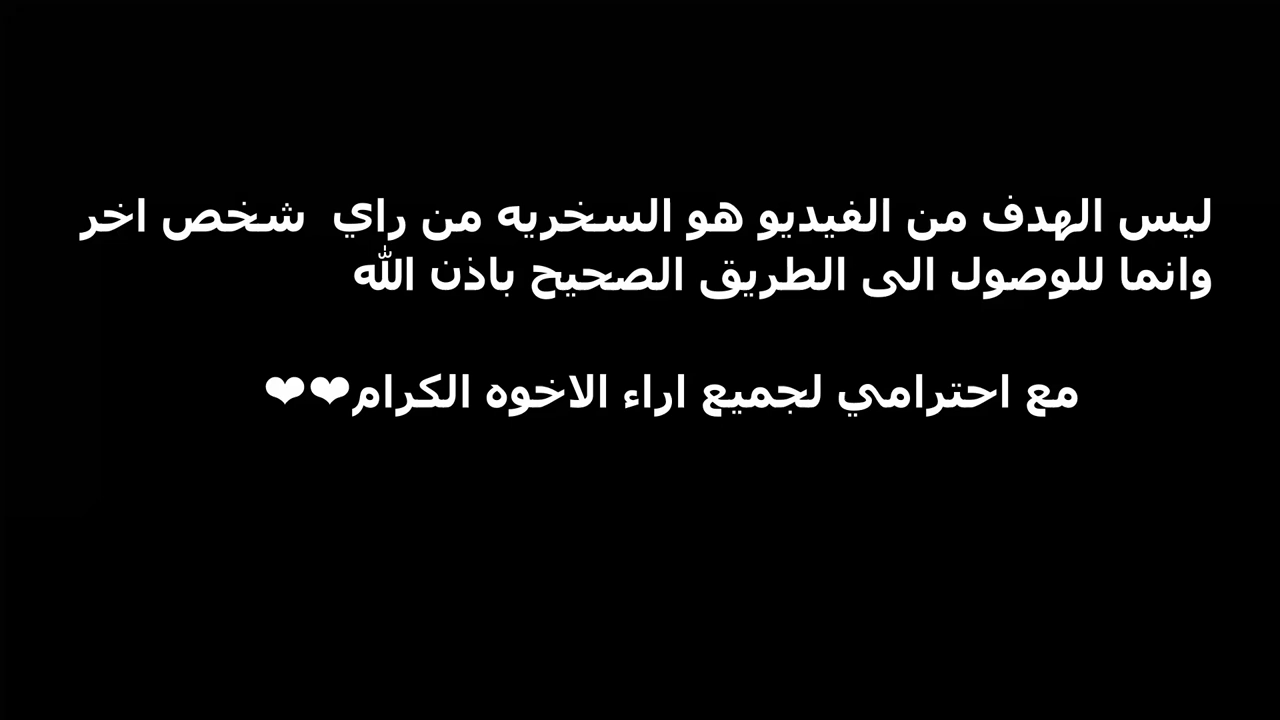 ليس الهدف من الفيديو هو السخريه من راي شخص اخر
وانما للوصول الى الطريق الصحيح باذن الله
مع احترامي لجميع اراء الاخوه الكرام❤❤